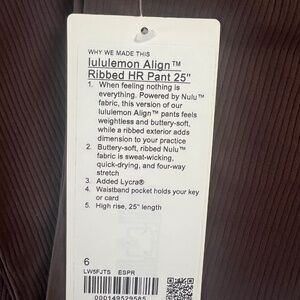 WHY WE MADE THIS
lululemon Align™
Ribbed HR Pant 25"
1. When feeling nothing is
everything. Powered by Nulu™
fabric, this version of our
lululemon Align™ pants feels
weightless and buttery-soft,
while a ribbed exterior adds
dimension to your practice
2. Buttery-soft, ribbed Nulu™
fabric is sweat-wicking,
quick-drying, and four-way
stretch
3. Added Lycra®
4. Waistband pocket holds your key
or card
5. High rise, 25" length
6
LW5FJTS ESPR
000149529585